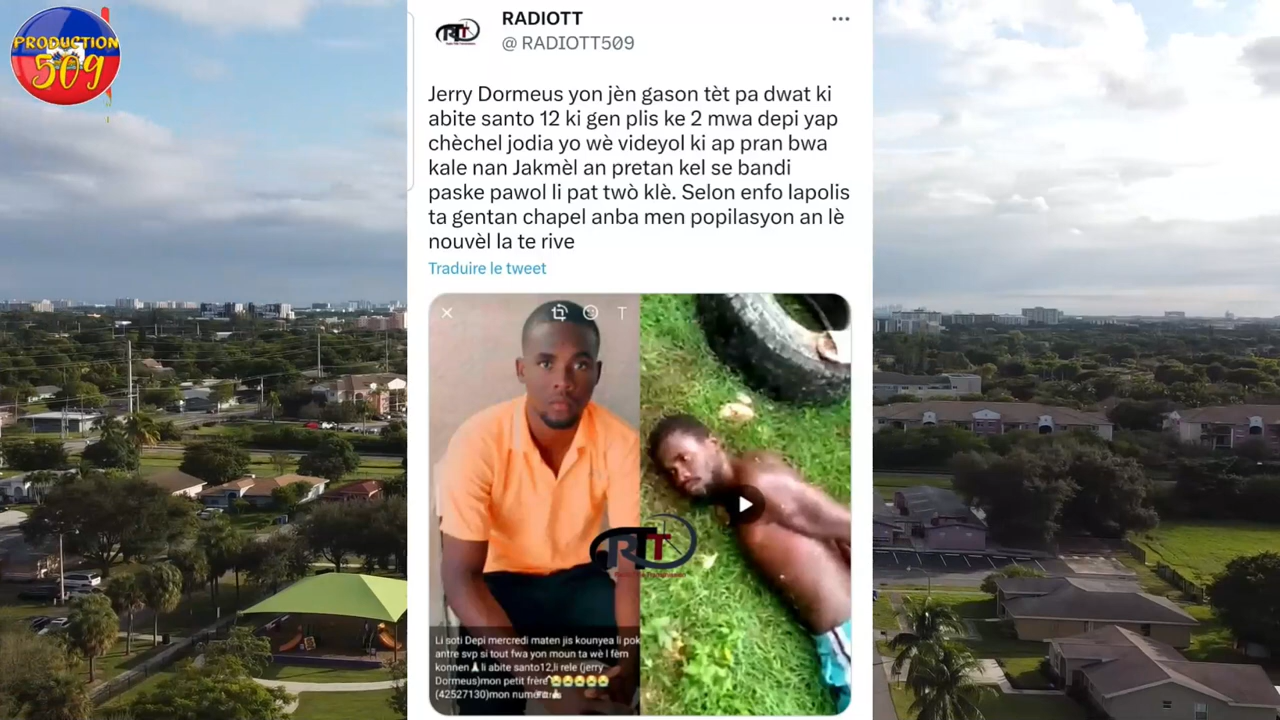 PRODUCTION
509
RADIOTT
@ RADIOTT509
Jerry Dormeus yon jèn gason tèt pa dwat ki
abite santo 12 ki gen plis ke 2 mwa depi yap
chèchel jodia yo wè videyol ki ap pran bwa
kale nan Jakmèl an pretan kel se bandi
paske pawol li pat twò klè. Selon enfo lapolis
ta gentan chapel anba men popilasyon an lè
nouvèl la te rive
Traduire le tweet
T
RTT
Li soti Depi mercredi maten jis kounyea li pok
antre svp si tout fwa yon moun ta wè l fèm
konnen🙏li abite santo12,li rele (jerry
Dormeus)mon petit frère😭😭😭😭😭
(42527130)mon numéro